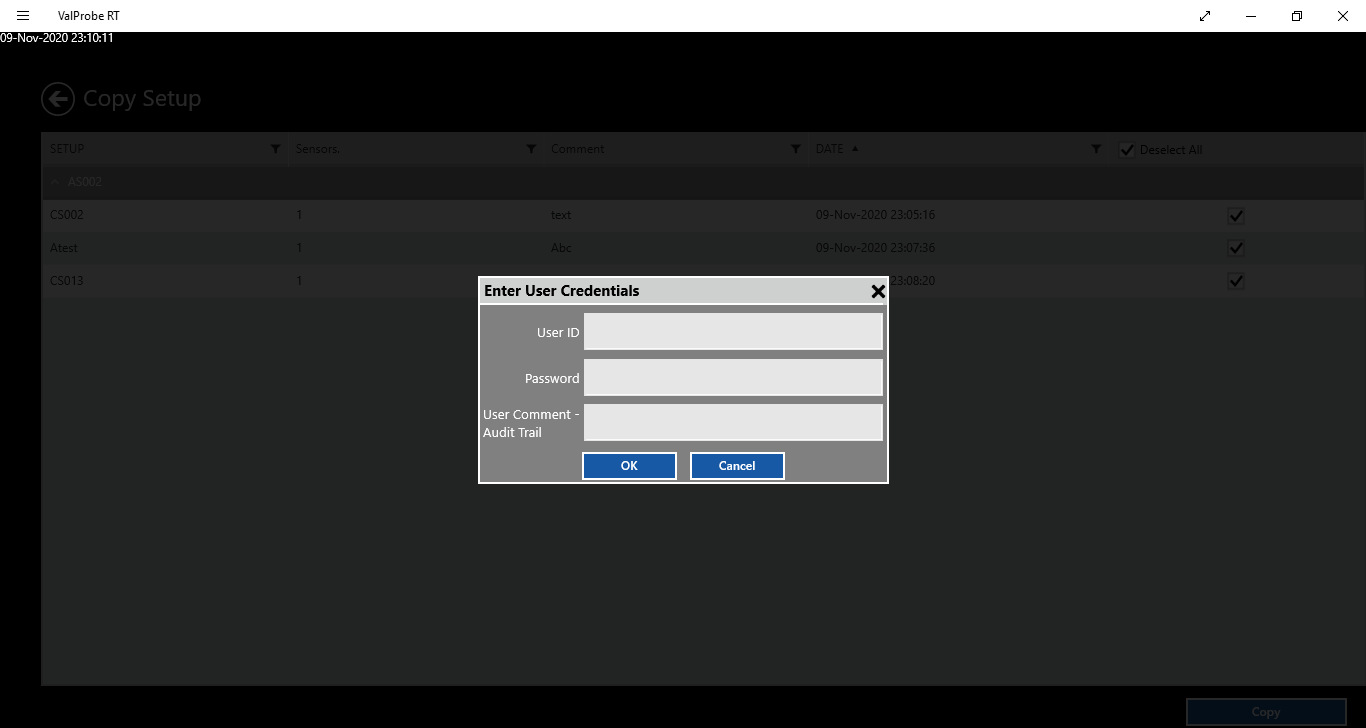 ValProbe RT
09-Nov-2020 23:10:11
Copy Setup
SETUP Sensors. Comment DATE Deselect All
AS002
CS002 1 text 09-Nov-2020 23:05:16
Atest 1 Abc 09-Nov-2020 23:07:36
CS013 1 23:08:20
Enter User Credentials
User ID
Password
User Comment -
Audit Trail
OK Cancel
Copy